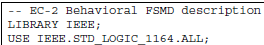 -- EC-2 Behavioral FSMD description
LIBRARY IEEE;
USE IEEE.STD_LOGIC_1164.ALL;